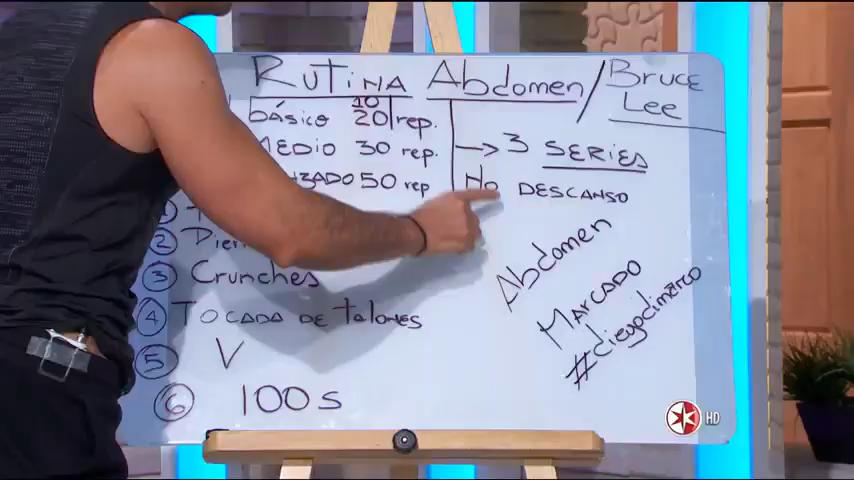 Rutina Abdomen / Bruce Lee
básico 10 20 rep.
MEDIO 30 rep.
50 rep
→ 3 SERIES
No DESCANSO
①
②
③ Crunches
④ TOCADA DE talones
⑤ V
⑥ 100s
Abdomen
MARCADO
#diegodimarco
HD